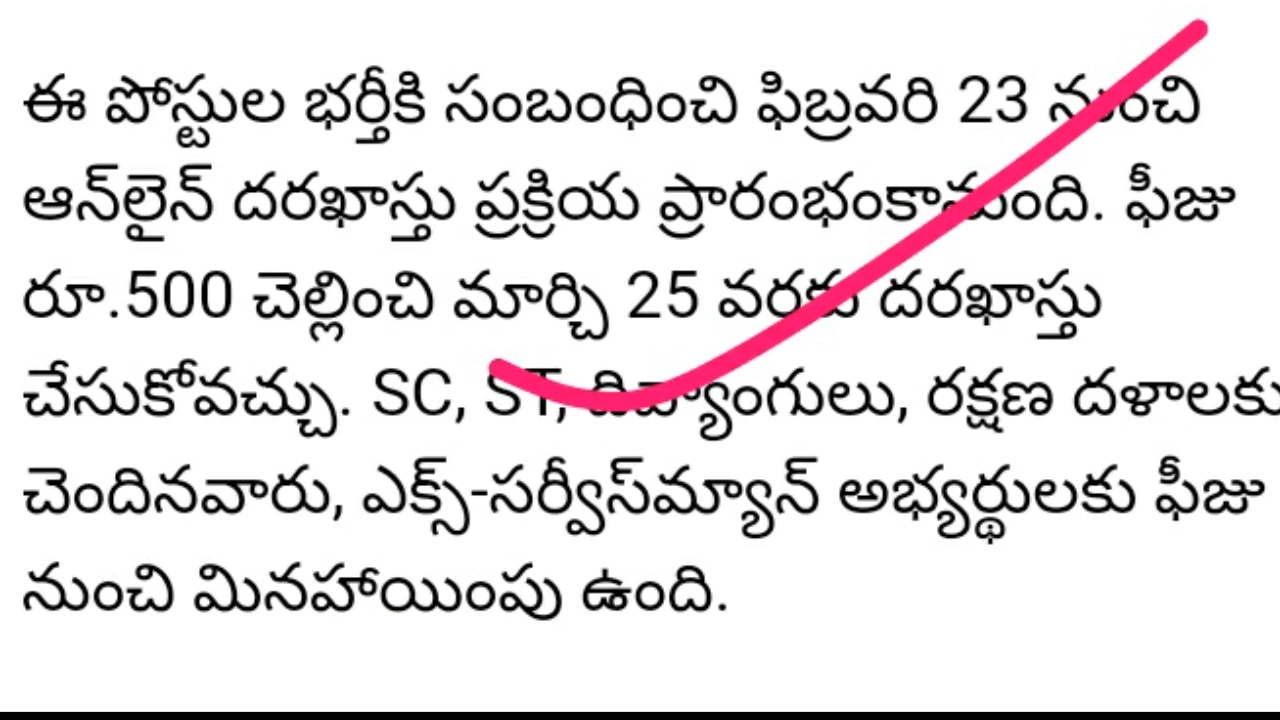 ఈ పోస్టుల భర్తీకి సంబంధించి ఫిబ్రవరి 23 నుంచి
ఆన్‌లైన్ దరఖాస్తు ప్రక్రియ ప్రారంభంకానుంది. ఫీజు
రూ.500 చెల్లించి మార్చి 25 వరకు దరఖాస్తు
చేసుకోవచ్చు. SC, ST, దివ్యాంగులు, రక్షణ దళాలకు
చెందినవారు, ఎక్స్-సర్వీస్‌మ్యాన్ అభ్యర్థులకు ఫీజు
నుంచి మినహాయింపు ఉంది.